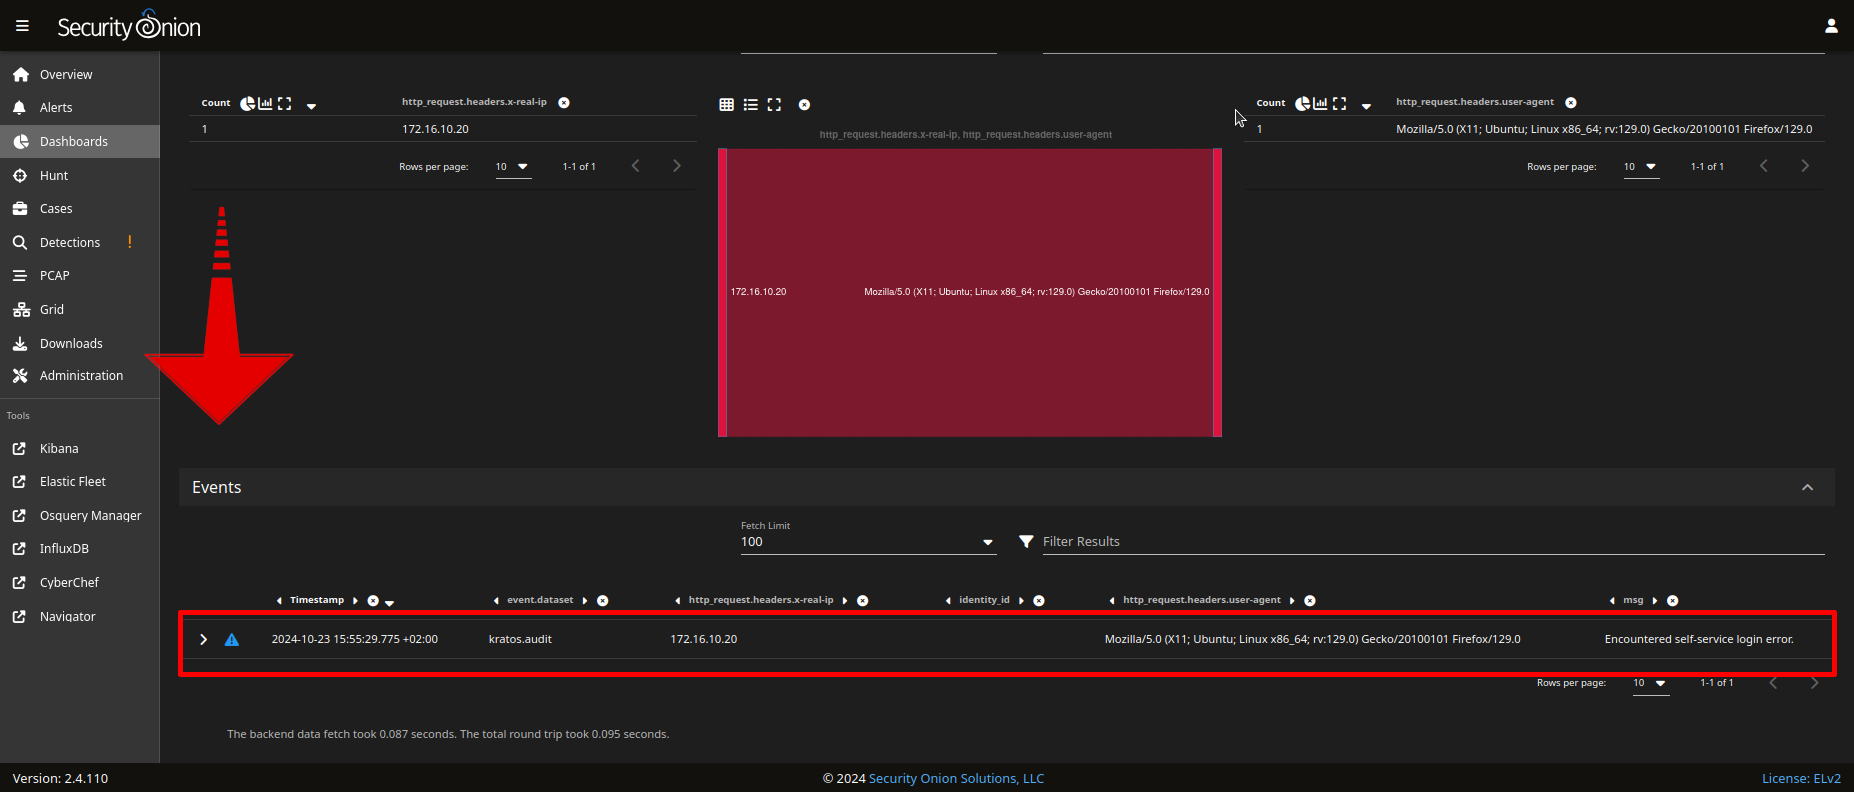 Security Onion
Overview
Alerts
Dashboards
Hunt
Cases
Detections !
PCAP
Grid
Downloads
Administration
Tools
Kibana
Elastic Fleet
Osquery Manager
InfluxDB
CyberChef
Navigator
Count http_request.headers.x-real-ip
1 172.16.10.20
Rows per page: 10 1-1 of 1
http_request.headers.x-real-ip, http_request.headers.user-agent
172.16.10.20 Mozilla/5.0 (X11; Ubuntu; Linux x86_64; rv:129.0) Gecko/20100101 Firefox/129.0
Count http_request.headers.user-agent
1 Mozilla/5.0 (X11; Ubuntu; Linux x86_64; rv:129.0) Gecko/20100101 Firefox/129.0
Rows per page: 10 1-1 of 1
Events
Fetch Limit
100 Filter Results
Timestamp event.dataset http_request.headers.x-real-ip identity_id http_request.headers.user-agent msg
2024-10-23 15:55:29.775 +02:00 kratos.audit 172.16.10.20 Mozilla/5.0 (X11; Ubuntu; Linux x86_64; rv:129.0) Gecko/20100101 Firefox/129.0 Encountered self-service login error.
Rows per page: 10 1-1 of 1
The backend data fetch took 0.087 seconds. The total round trip took 0.095 seconds.
Version: 2.4.110 © 2024 Security Onion Solutions, LLC License: ELv2